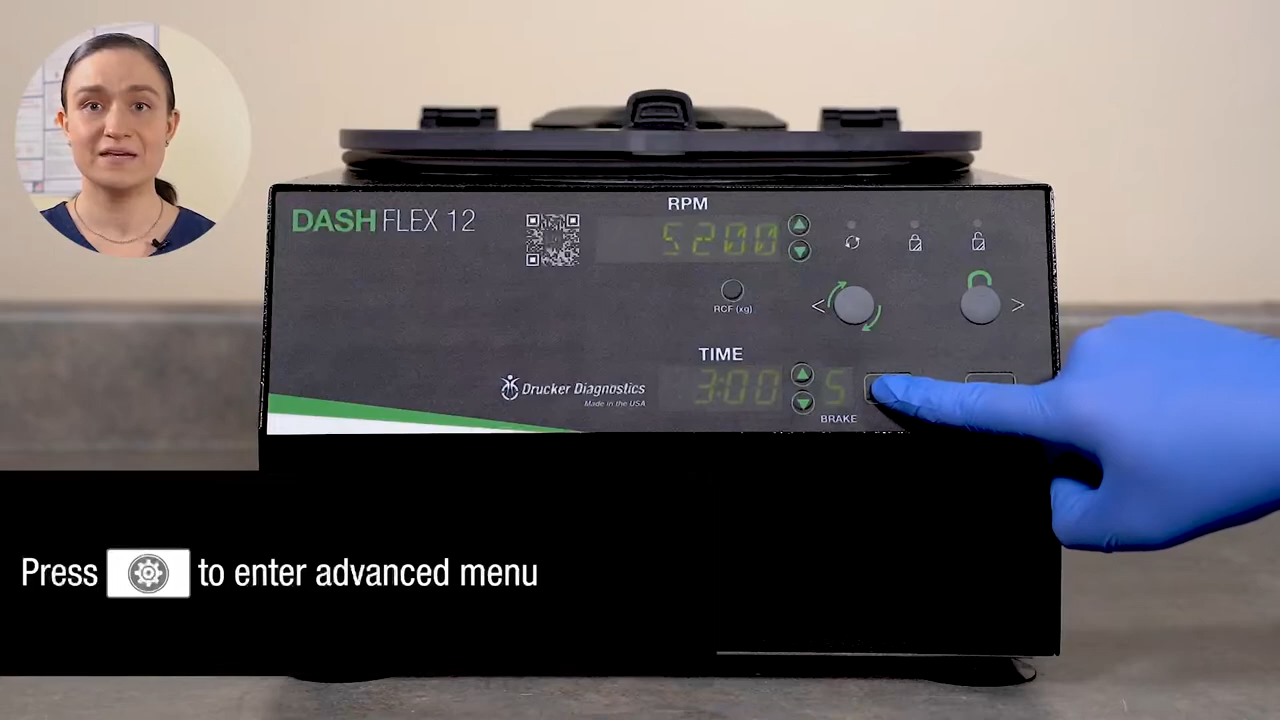 RPM
DASH FLEX 12
5200
RCF (xg)
< >
TIME
3:00 5
Drucker Diagnostics
Made in the USA
BRAKE
Press to enter advanced menu